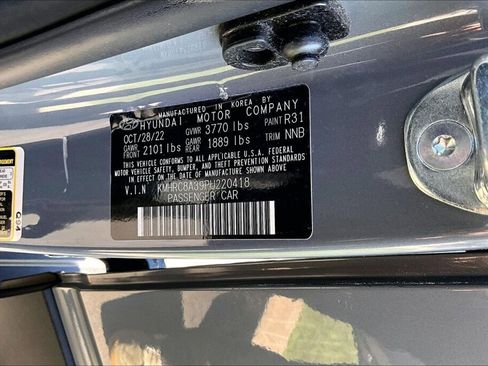 MANUFACTURED IN KOREA BY
HYUNDAI MOTOR COMPANY
OCT/28/22 GVWR 3770 lbs PAINT R31
GAWR FRONT 2101 lbs GAWR REAR 1889 lbs TRIM NNB
THIS VEHICLE CONFORMS TO ALL APPLICABLE U.S.A. FEDERAL
MOTOR VEHICLE SAFETY, BUMPER, AND THEFT PREVENTION
STANDARDS IN EFFECT ON THE DATE OF MANUFACTURE SHOWN ABOVE.
V.I.N KMHRC8A39PU220418
PASSENGER CAR